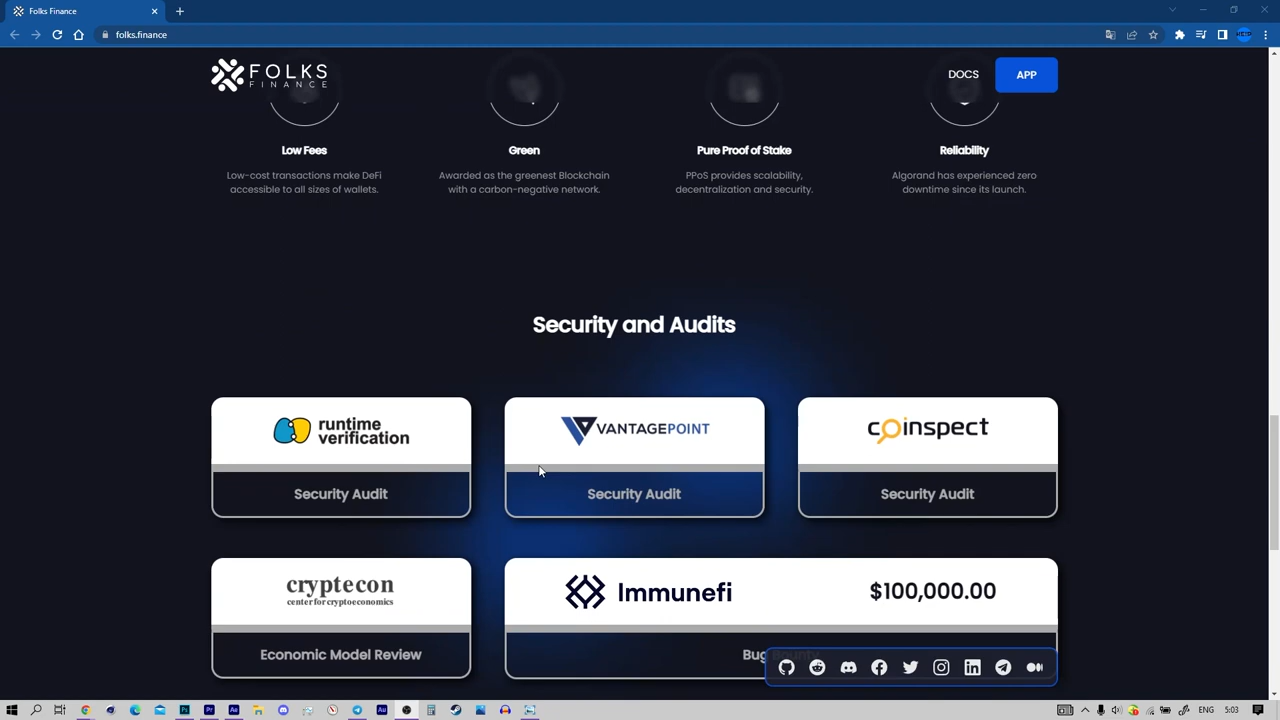 Folks Finance
folks.finance
FOLKS
FINANCE
DOCS
APP
Low Fees
Low-cost transactions make DeFi
accessible to all sizes of wallets.
Green
Awarded as the greenest Blockchain
with a carbon-negative network.
Pure Proof of Stake
PPoS provides scalability,
decentralization and security.
Reliability
Algorand has experienced zero
downtime since its launch.
Security and Audits
runtime
verification
Security Audit
VANTAGEPOINT
Security Audit
coinspect
Security Audit
cryptecon
center for cryptoeconomics
Economic Model Review
Immunefi
$100,000.00
Bug Bounty
ENG
5:03